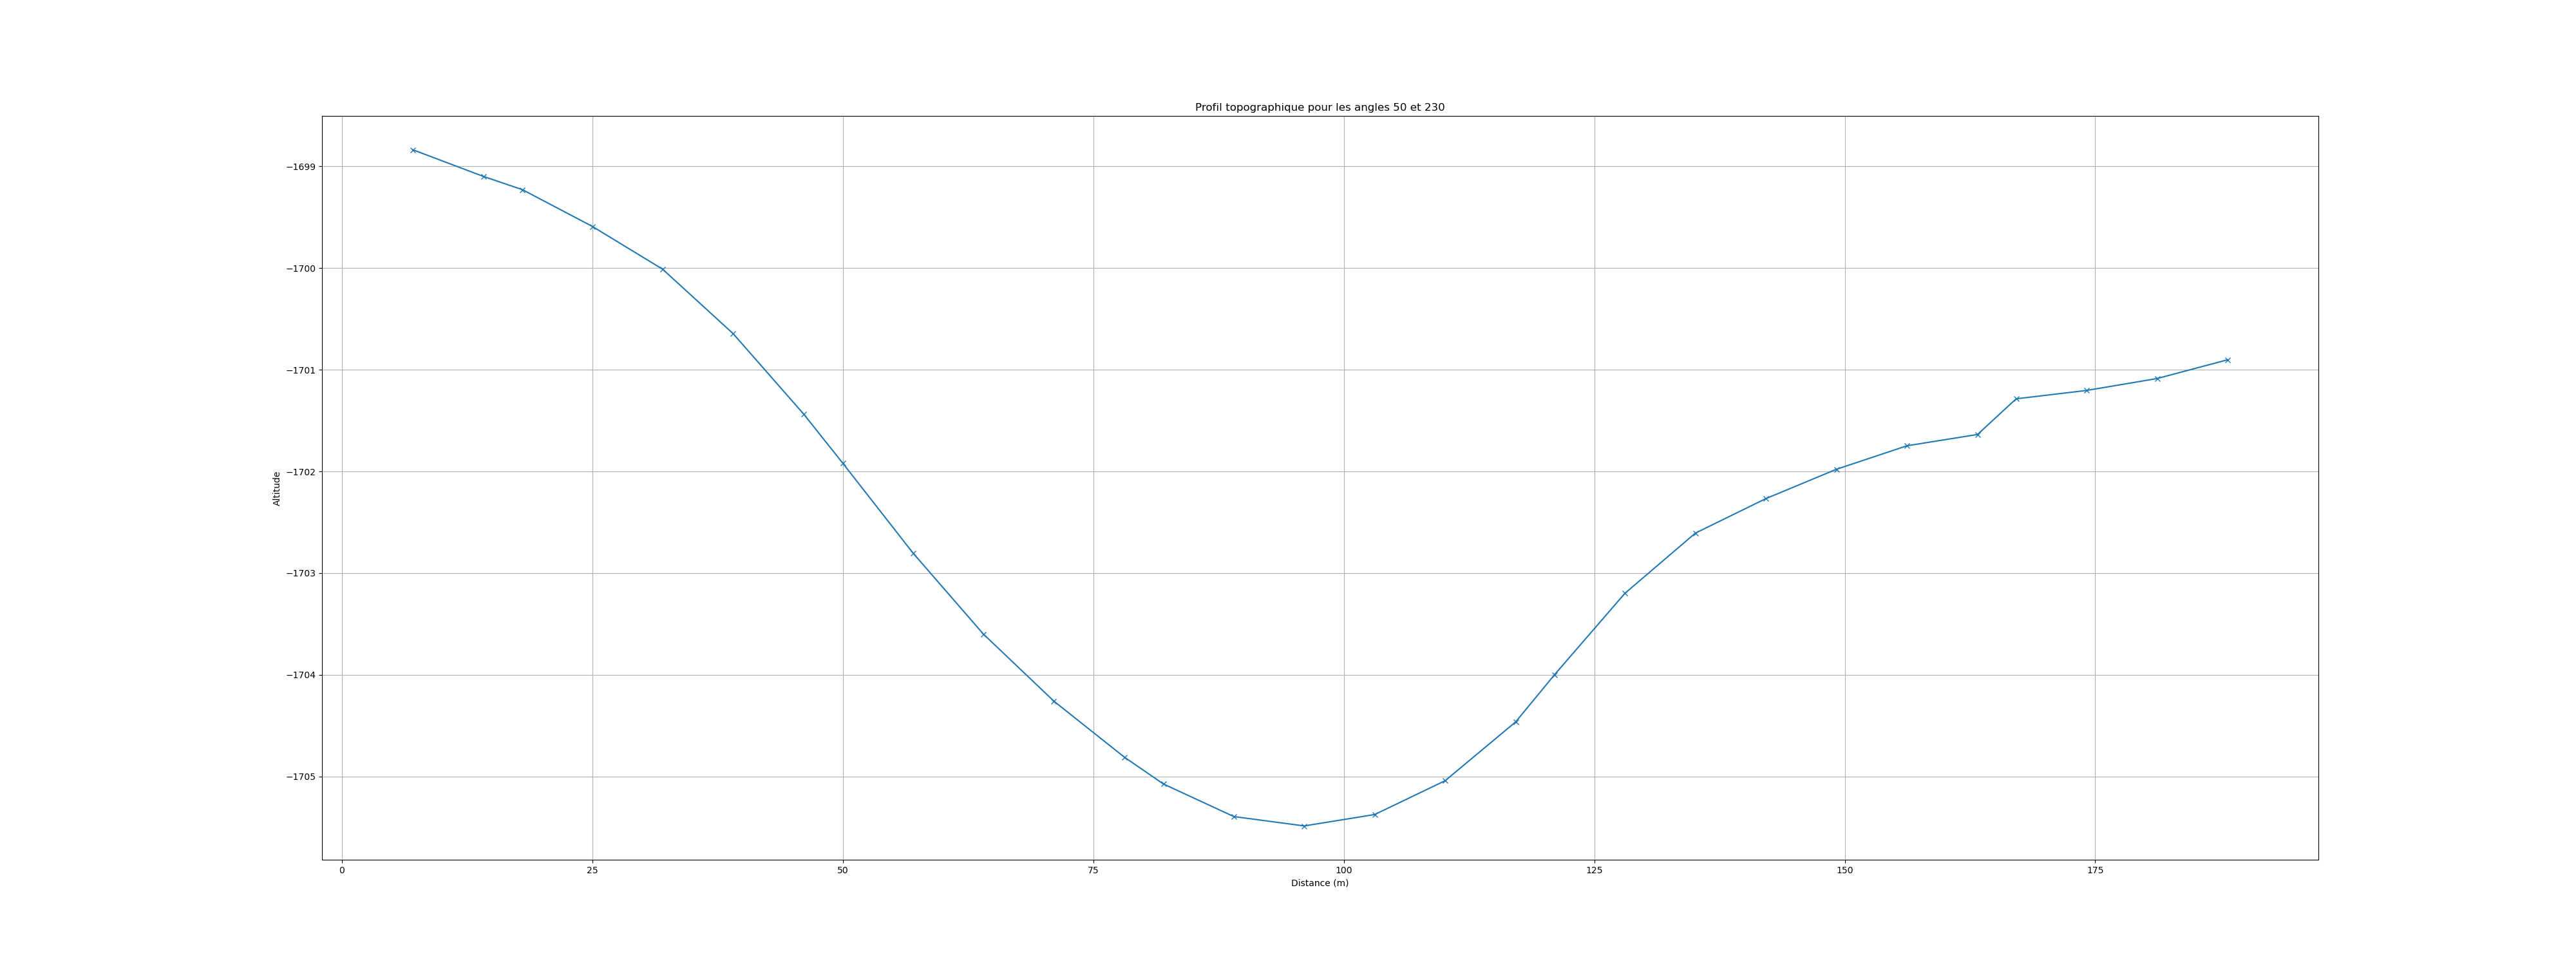 Profil topographique pour les angles 50 et 230
−1699
−1700
−1701
−1702
−1703
−1704
−1705
Altitude
0 25 50 75 100 125 150 175
Distance (m)